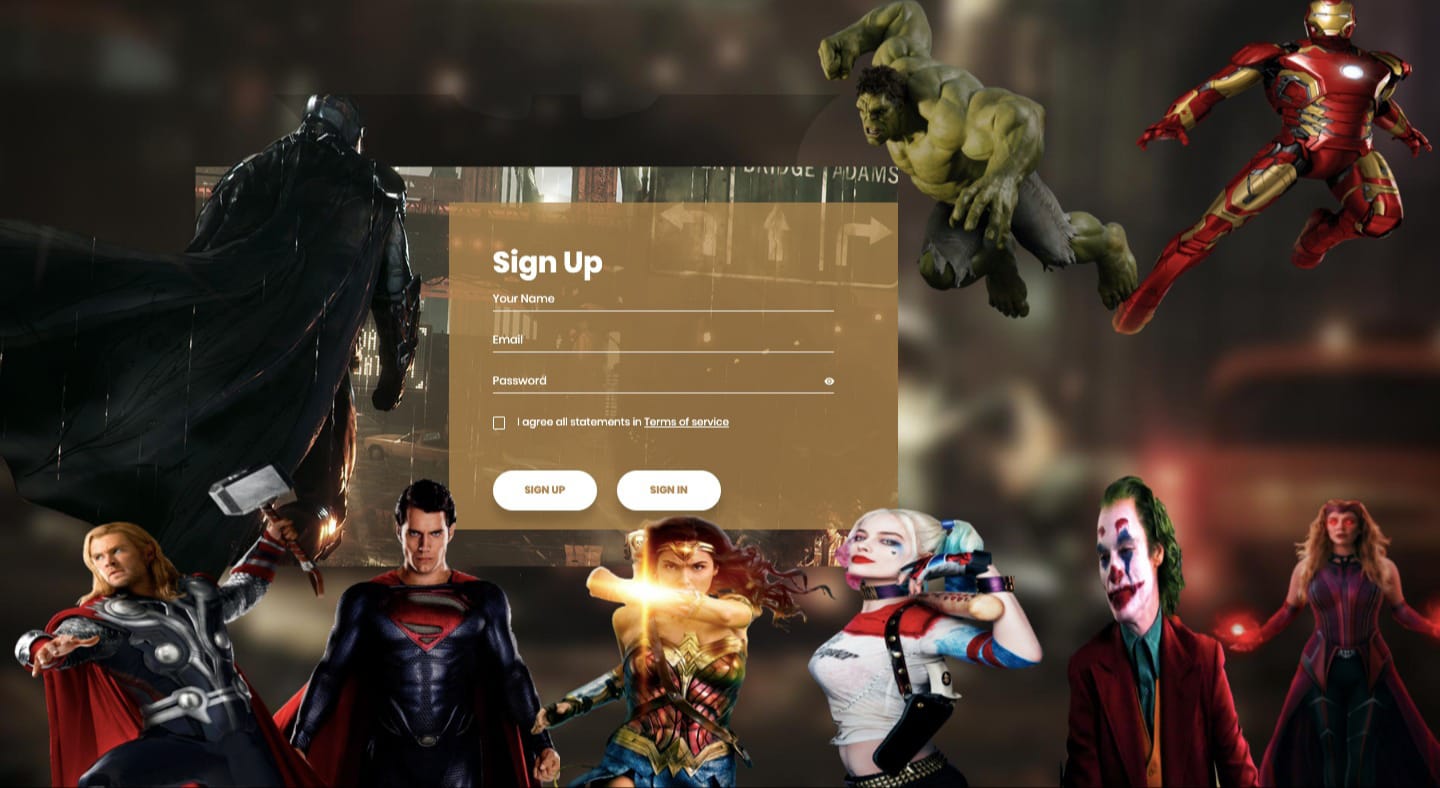 BRIDGE ADAMS
Sign Up
Your Name
Email
Password
I agree all statements in Terms of service
SIGN UP
SIGN IN